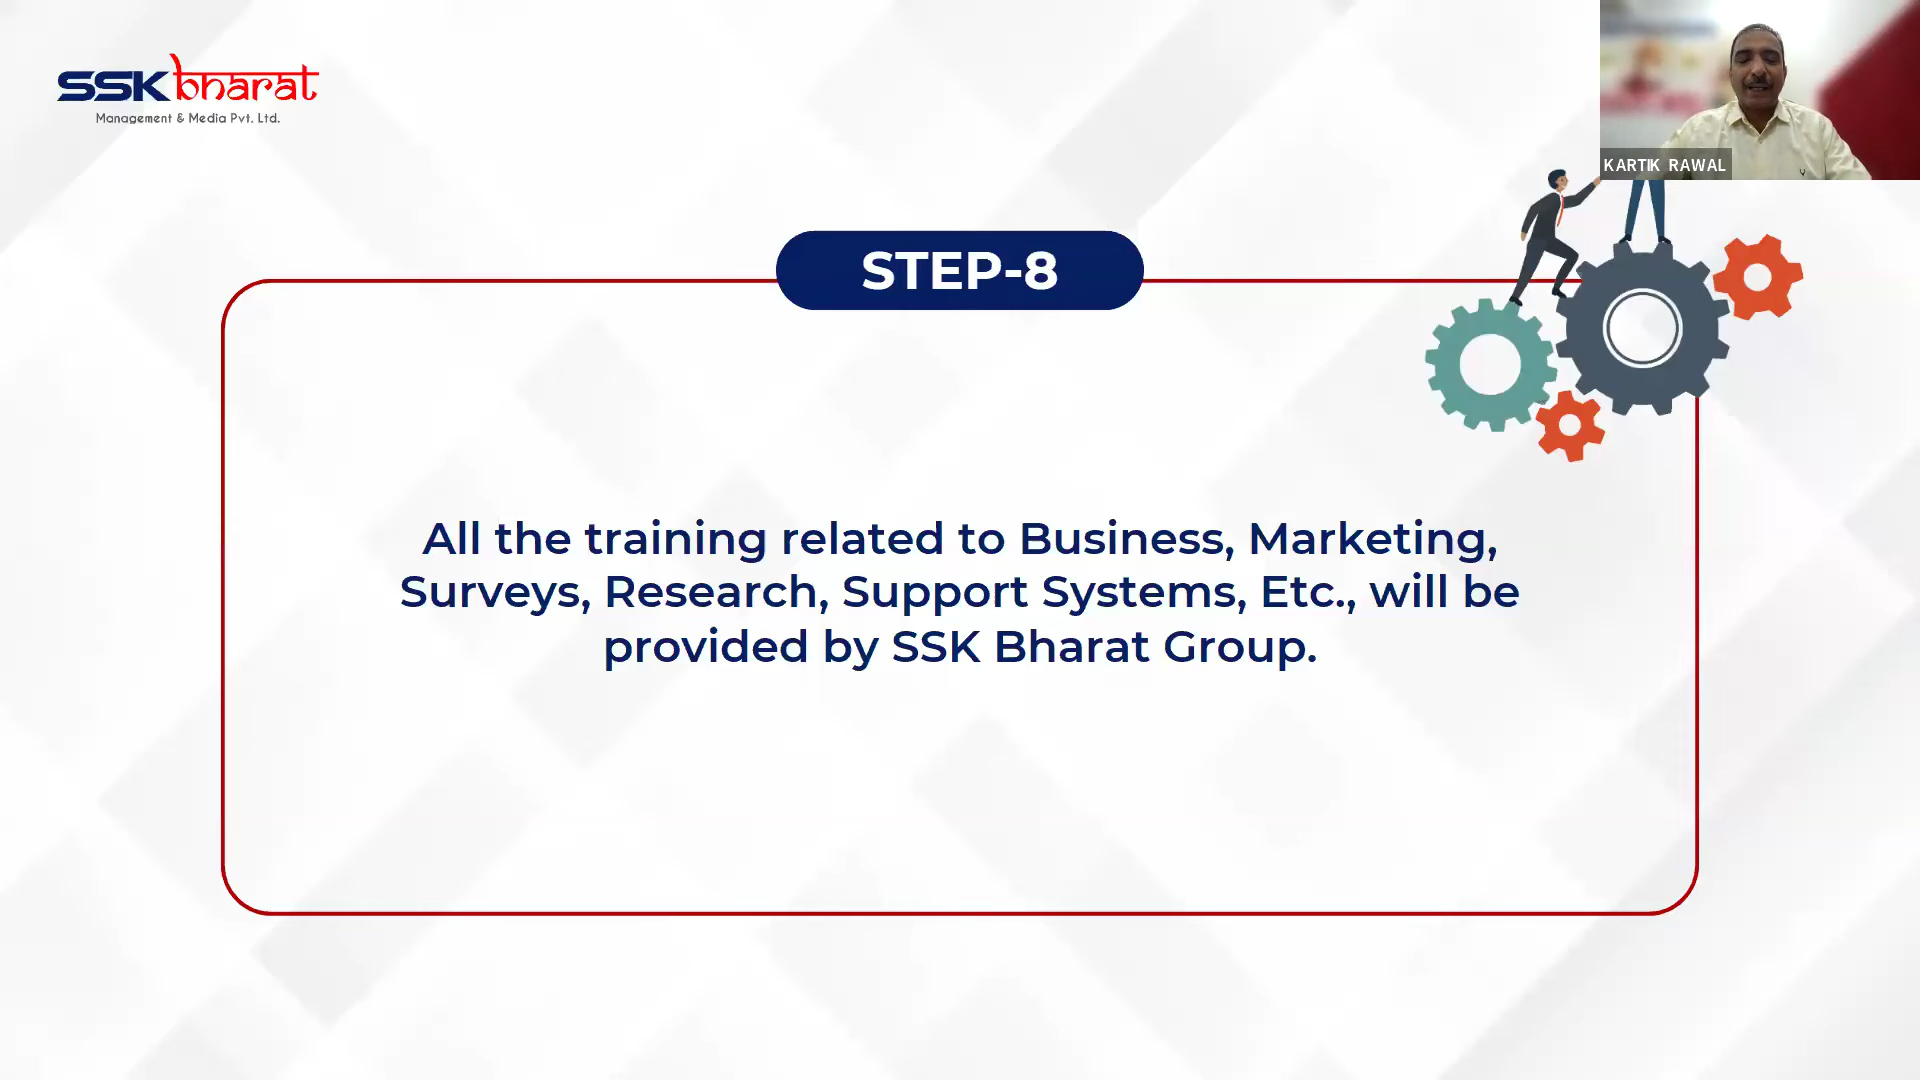 SSK bharat
Management & Media Pvt. Ltd.
KARTIK RAWAL
STEP-8
All the training related to Business, Marketing,
Surveys, Research, Support Systems, Etc., will be
provided by SSK Bharat Group.